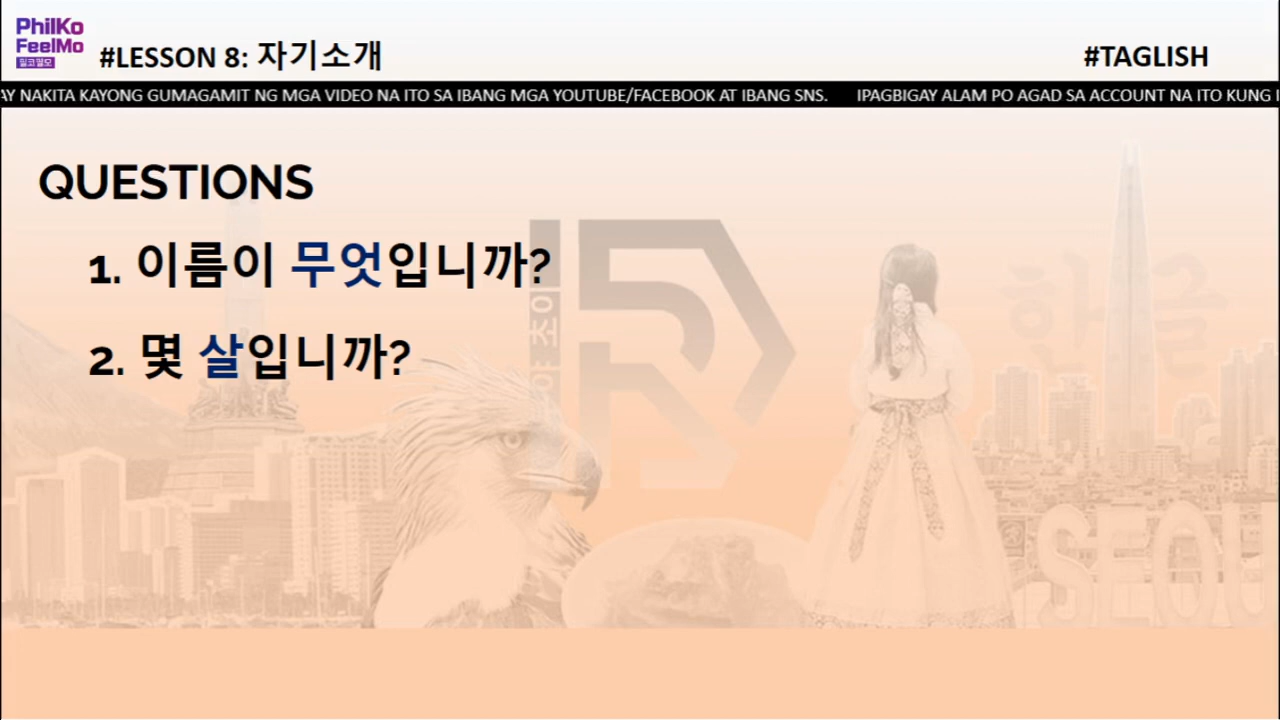 PhilKo
FeelMo
필코필모
#LESSON 8: 자기소개
#TAGLISH
AY NAKITA KAYONG GUMAGAMIT NG MGA VIDEO NA ITO SA IBANG MGA YOUTUBE/FACEBOOK AT IBANG SNS. IPAGBIGAY ALAM PO AGAD SA ACCOUNT NA ITO KUNG
QUESTIONS
1. 이름이 무엇입니까?
2. 몇 살입니까?
한글
SEOU